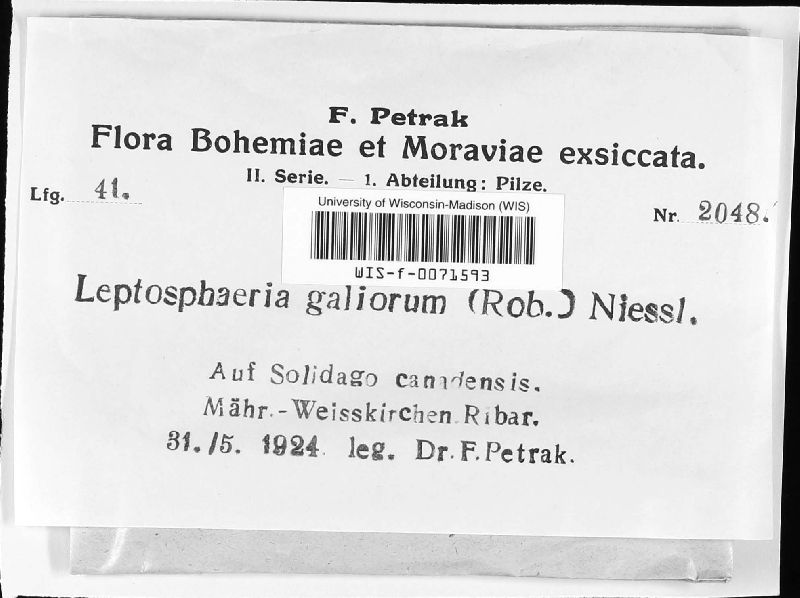 F. Petrak
Flora Bohemiae et Moraviae exsiccata.
II. Serie. — 1. Abteilung: Pilze.
Lfg. 41.
Nr. 2048.
University of Wisconsin-Madison (WIS)
WIS-f-0071593
Leptosphaeria galiorum (Rob.) Niessl.
Auf Solidago canadensis.
Mähr.-Weisskirchen Ribar.
31./5. 1924. leg. Dr. F. Petrak.